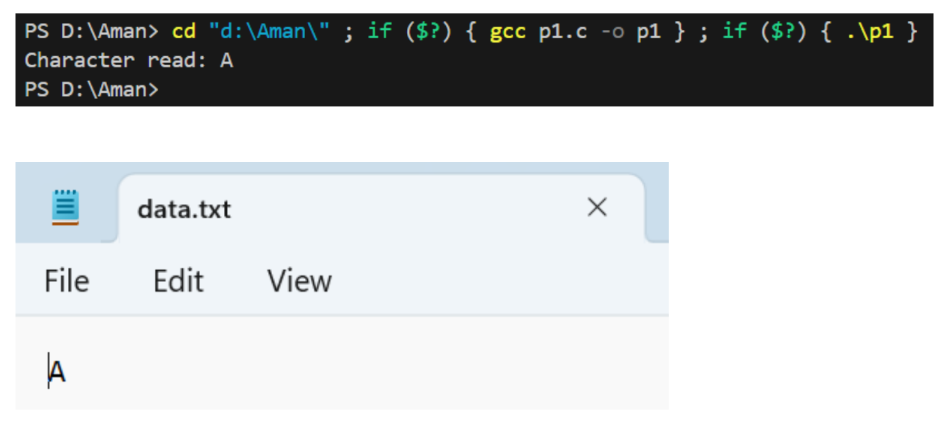 PS D:\Aman> cd "d:\Aman\" ; if ($?) { gcc p1.c -o p1 } ; if ($?) { .\p1 }
Character read: A
PS D:\Aman>
data.txt
File Edit View
A